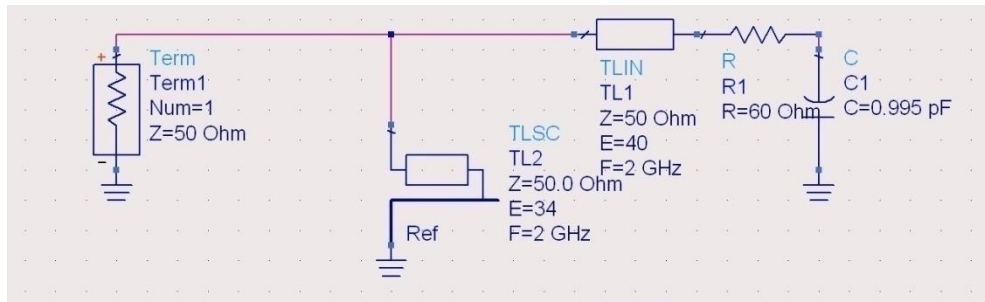 +
Term
Term1
Num=1
Z=50 Ohm
-
TLSC
TL2
Z=50.0 Ohm
E=34
F=2 GHz
Ref
TLIN
TL1
Z=50 Ohm
E=40
F=2 GHz
R
R1
R=60 Ohm
C
C1
C=0.995 pF